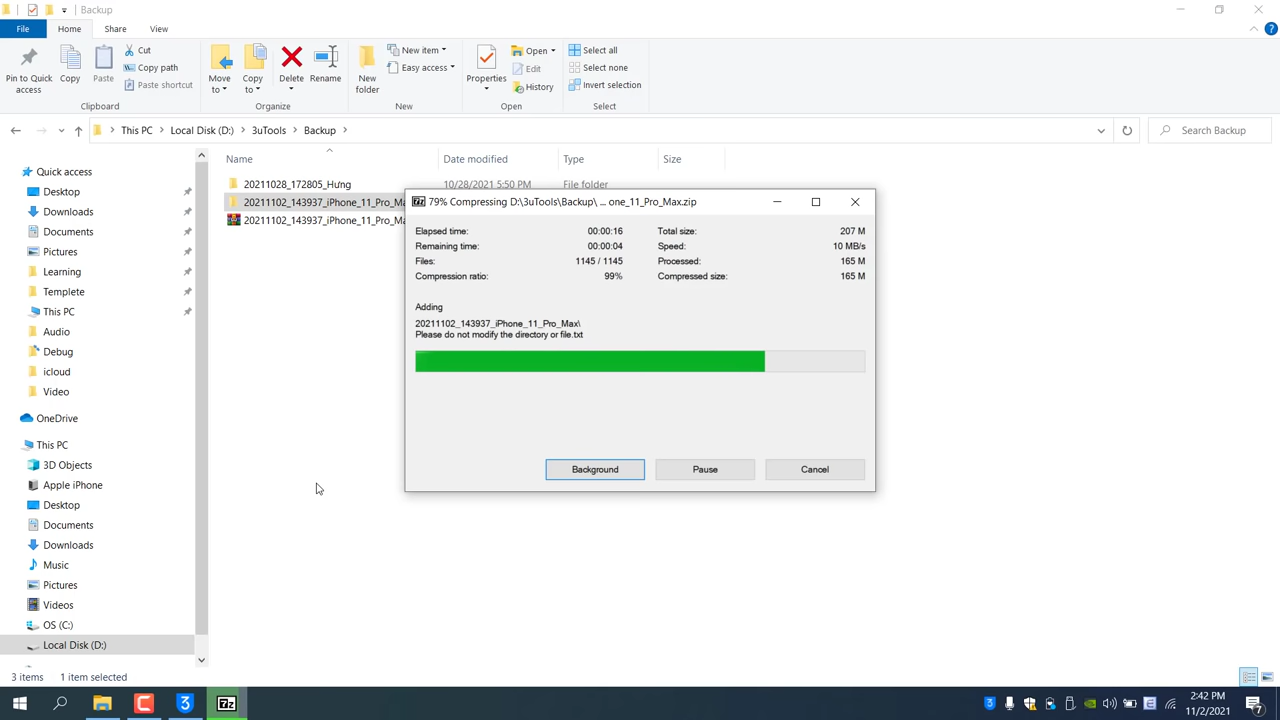 Backup
File Home Share View
Pin to Quick access
Copy
Paste
Cut
Copy path
Paste shortcut
Clipboard
Move to
Copy to
Delete
Rename
Organize
New folder
New item
Easy access
New
Properties
Open
Edit
History
Open
Select all
Select none
Invert selection
Select
This PC Local Disk (D:) 3uTools Backup
Search Backup
Quick access
Desktop
Downloads
Documents
Pictures
Learning
Templete
This PC
Audio
Debug
icloud
Video
OneDrive
This PC
3D Objects
Apple iPhone
Desktop
Documents
Downloads
Music
Pictures
Videos
OS (C:)
Local Disk (D:)
Name Date modified Type Size
20211028_172805_Hưng 10/28/2021 5:50 PM File folder
20211102_143937_iPhone_11_Pro_Ma
20211102_143937_iPhone_11_Pro_Ma
7z 79% Compressing D:\3uTools\Backup\ ... one_11_Pro_Max.zip
Elapsed time: 00:00:16 Total size: 207 M
Remaining time: 00:00:04 Speed: 10 MB/s
Files: 1145 / 1145 Processed: 165 M
Compression ratio: 99% Compressed size: 165 M
Adding
20211102_143937_iPhone_11_Pro_Max\
Please do not modify the directory or file.txt
Background Pause Cancel
3 items 1 item selected
7z
2:42 PM
11/2/2021